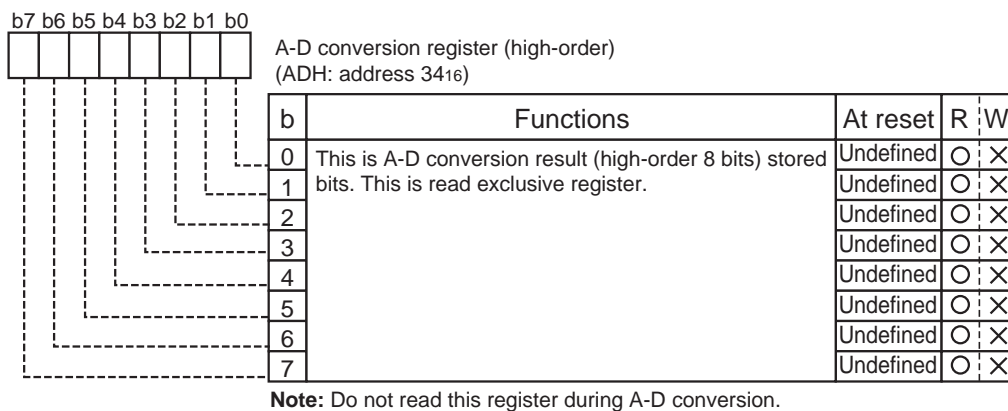 b7 b6 b5 b4 b3 b2 b1 b0
A-D conversion register (high-order)
(ADH: address 3416)
b Functions At reset R W
0 This is A-D conversion result (high-order 8 bits) stored Undefined ○ ×
1 bits. This is read exclusive register. Undefined ○ ×
2 Undefined ○ ×
3 Undefined ○ ×
4 Undefined ○ ×
5 Undefined ○ ×
6 Undefined ○ ×
7 Undefined ○ ×
Note: Do not read this register during A-D conversion.